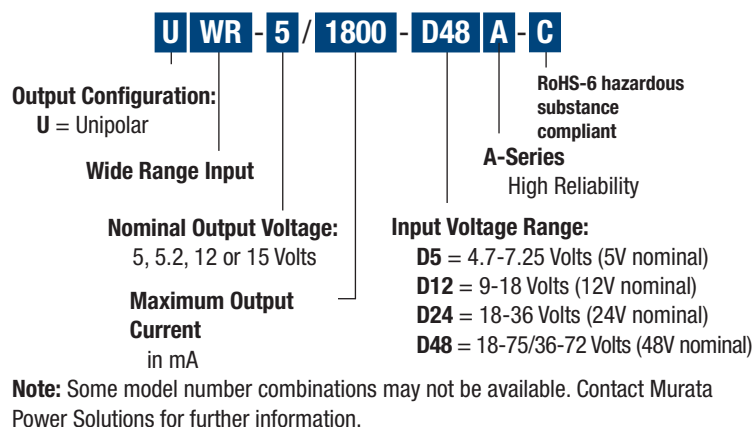 U WR - 5 / 1800 - D48 A - C
RoHS-6 hazardous
substance
compliant
Output Configuration:
U = Unipolar
Wide Range Input
A-Series
High Reliability
Nominal Output Voltage:
5, 5.2, 12 or 15 Volts
Maximum Output
Current
in mA
Input Voltage Range:
D5 = 4.7-7.25 Volts (5V nominal)
D12 = 9-18 Volts (12V nominal)
D24 = 18-36 Volts (24V nominal)
D48 = 18-75/36-72 Volts (48V nominal)
Note: Some model number combinations may not be available. Contact Murata
Power Solutions for further information.